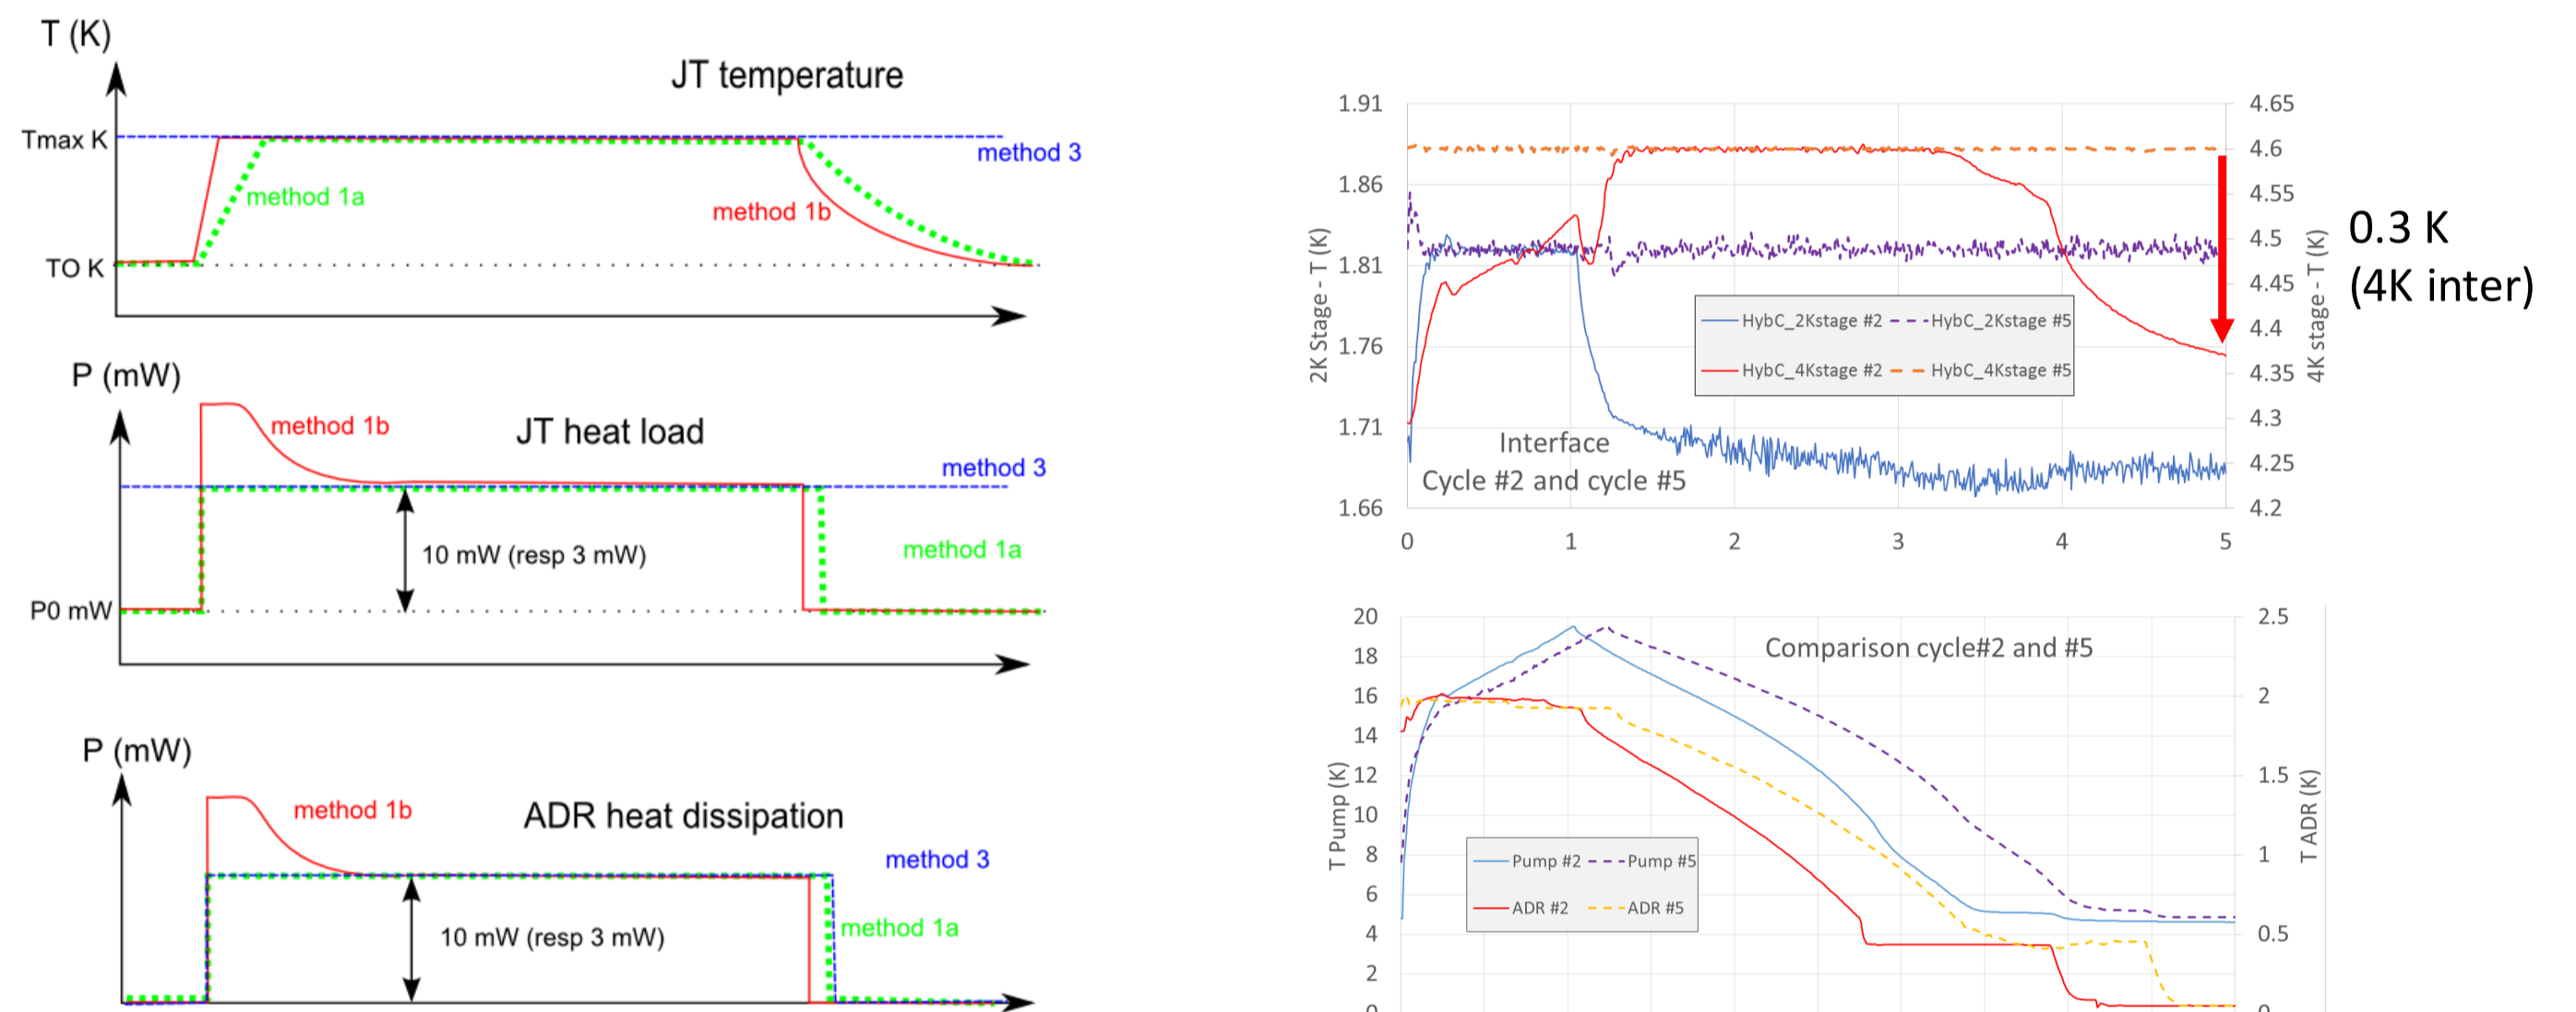 T (K)
JT temperature
Tmax K
method 3
method 1a
method 1b
TO K
P (mW)
method 1b
JT heat load
method 3
10 mW (resp 3 mW)
method 1a
P0 mW
P (mW)
method 1b
ADR heat dissipation
method 3
method 1a
10 mW (resp 3 mW)
1.91
1.86
1.81
1.76
1.71
1.66
2K Stage - T (K)
4.65
4.6
4.55
4.5
4.45
4.4
4.35
4.3
4.25
4.2
4K stage - T (K)
HybC_2Kstage #2
HybC_2Kstage #5
HybC_4Kstage #2
HybC_4Kstage #5
Interface
Cycle #2 and cycle #5
0 1 2 3 4 5
0.3 K
(4K inter)
20
18
16
14
12
10
8
6
4
2
0
T Pump (K)
Comparison cycle#2 and #5
Pump #2
Pump #5
ADR #2
ADR #5
2.5
2
1.5
1
0.5
0
T ADR (K)